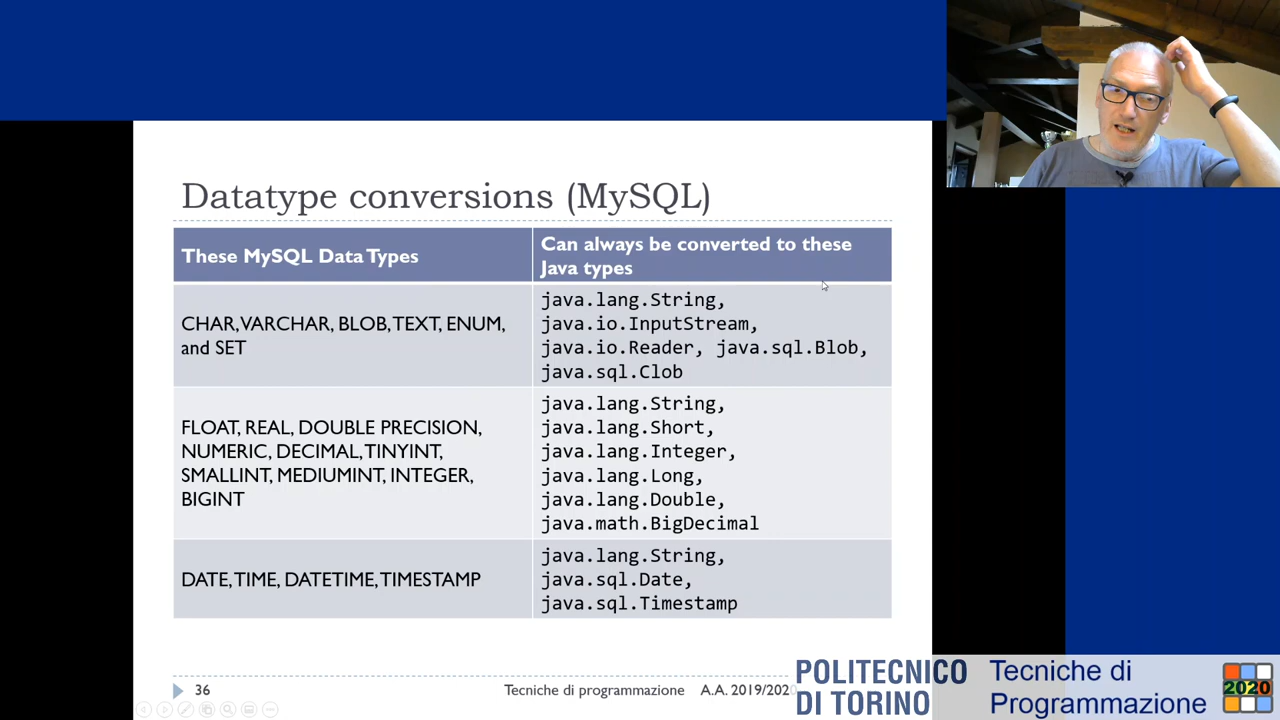 Datatype conversions (MySQL)
These MySQL Data Types
Can always be converted to these
Java types
CHAR, VARCHAR, BLOB, TEXT, ENUM,
and SET
java.lang.String,
java.io.InputStream,
java.io.Reader, java.sql.Blob,
java.sql.Clob
FLOAT, REAL, DOUBLE PRECISION,
NUMERIC, DECIMAL, TINYINT,
SMALLINT, MEDIUMINT, INTEGER,
BIGINT
java.lang.String,
java.lang.Short,
java.lang.Integer,
java.lang.Long,
java.lang.Double,
java.math.BigDecimal
DATE, TIME, DATETIME, TIMESTAMP
java.lang.String,
java.sql.Date,
java.sql.Timestamp
36
Tecniche di programmazione A.A. 2019/2020
POLITECNICO
DI TORINO
Tecniche di
Programmazione
2020